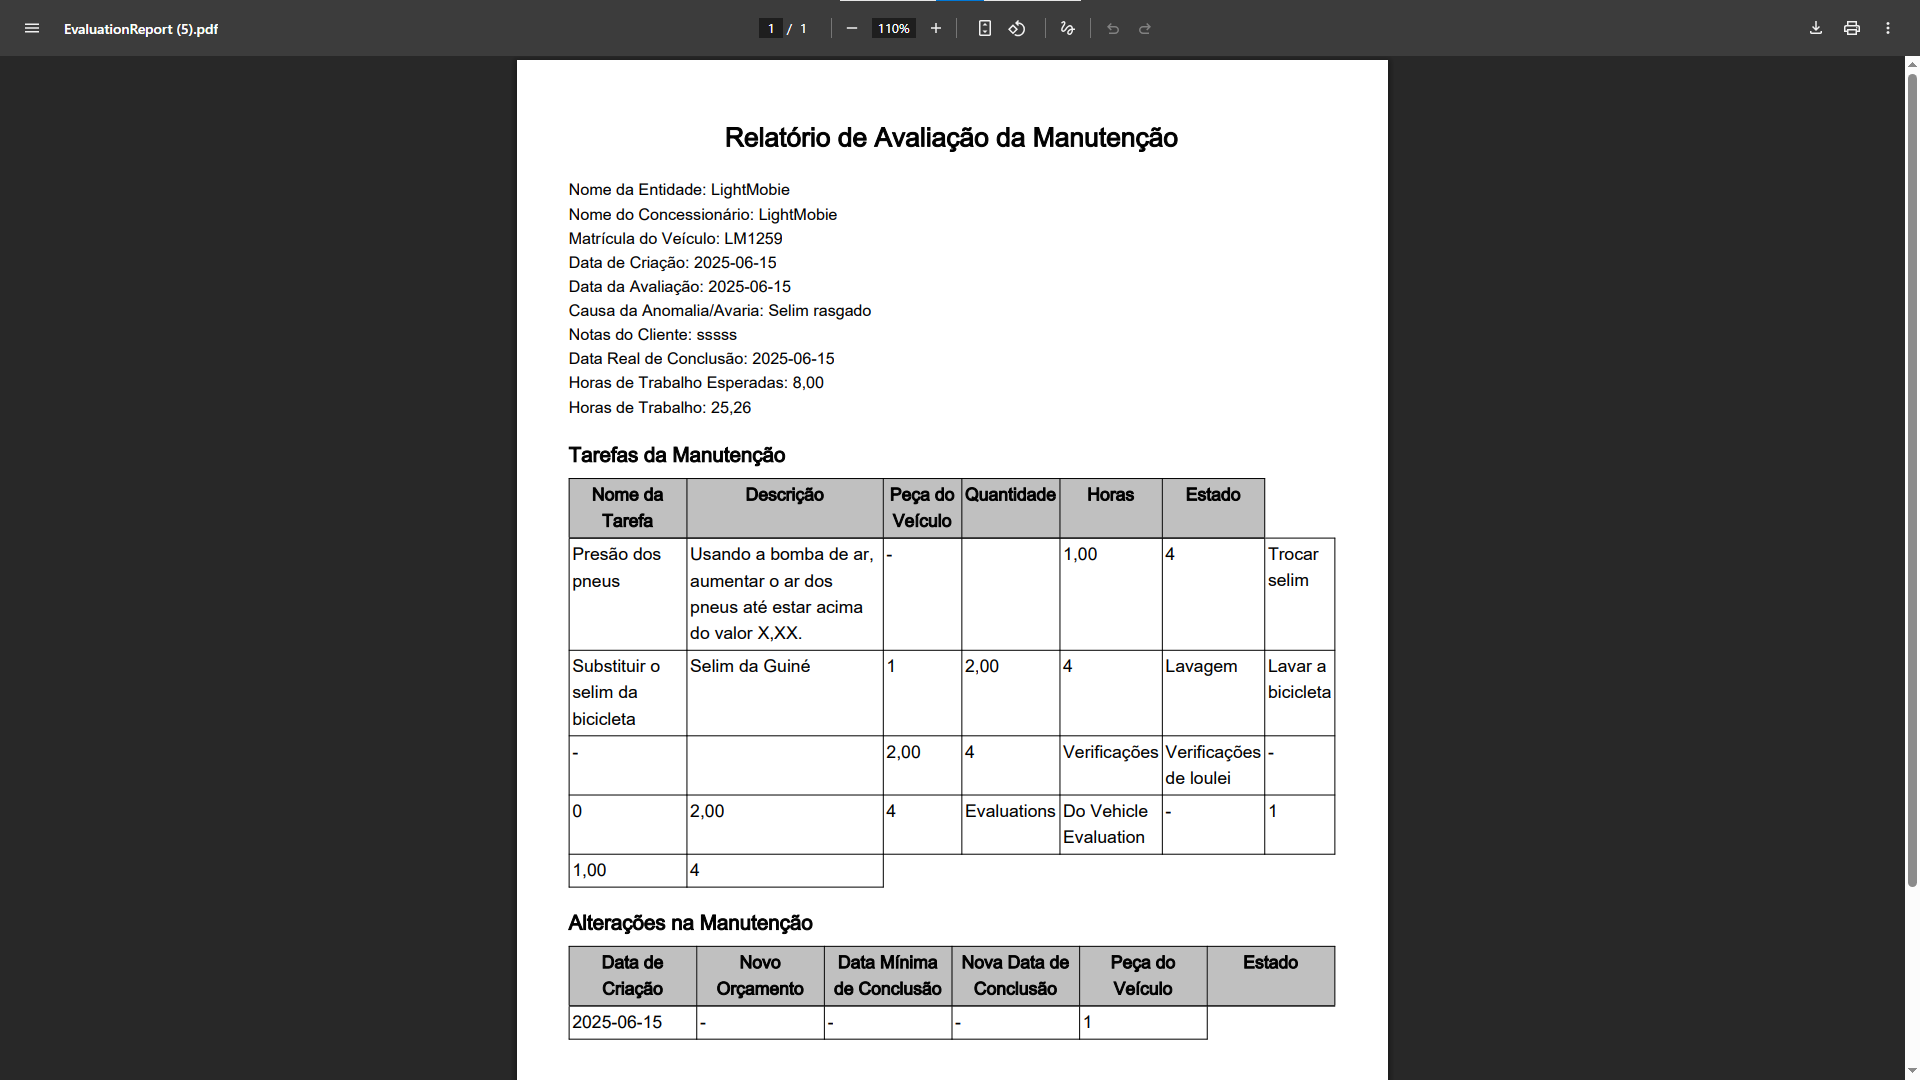 EvaluationReport (5).pdf
1 / 1
110%
Relatório de Avaliação da Manutenção
Nome da Entidade: LightMobie
Nome do Concessionário: LightMobie
Matrícula do Veículo: LM1259
Data de Criação: 2025-06-15
Data da Avaliação: 2025-06-15
Causa da Anomalia/Avaria: Selim rasgado
Notas do Cliente: sssss
Data Real de Conclusão: 2025-06-15
Horas de Trabalho Esperadas: 8,00
Horas de Trabalho: 25,26
Tarefas da Manutenção
Nome da Descrição Peça do Quantidade Horas Estado
Tarefa Veículo
Presão dos Usando a bomba de ar, - 1,00 4 Trocar
pneus aumentar o ar dos selim
pneus até estar acima
do valor X,XX.
Substituir o Selim da Guiné 1 2,00 4 Lavagem Lavar a
selim da bicicleta
bicicleta
- 2,00 4 Verificações Verificações -
de loulei
0 2,00 4 Evaluations Do Vehicle - 1
Evaluation
1,00 4
Alterações na Manutenção
Data de Novo Data Mínima Nova Data de Peça do Estado
Criação Orçamento de Conclusão Conclusão Veículo
2025-06-15 - - - 1